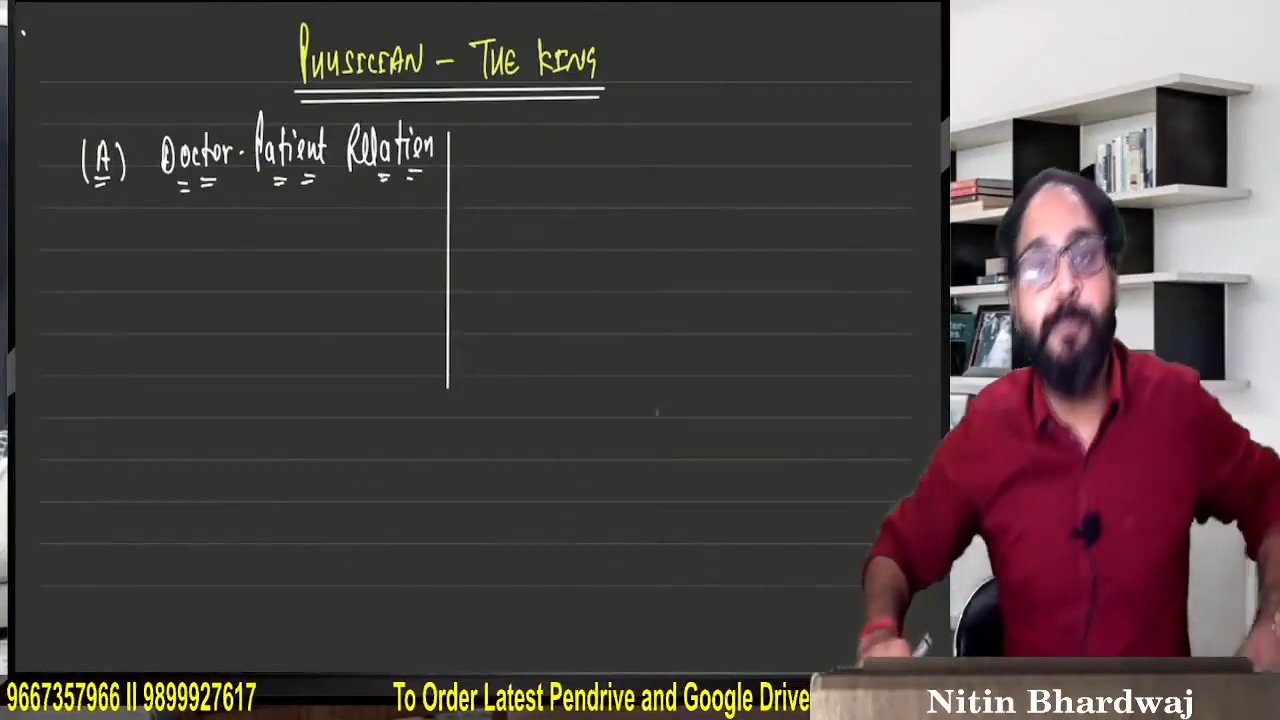 PHYSICIAN - THE KING
(A) Doctor-Patient Relation
9667357966 II 9899927617
To Order Latest Pendrive and Google Drive
Nitin Bhardwaj